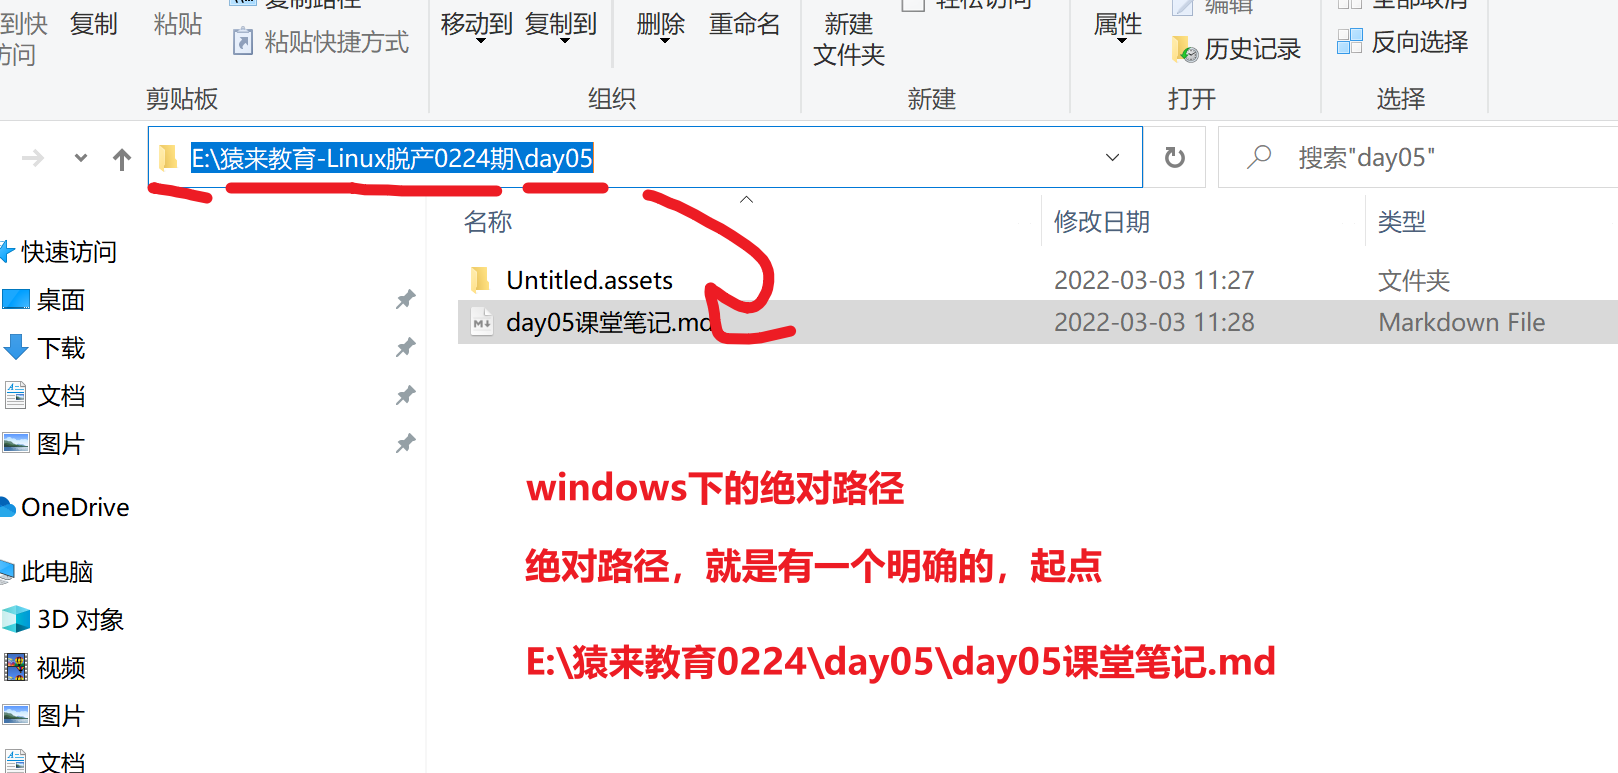 到快
访问
复制
粘贴
复制路径
粘贴快捷方式
剪贴板
移动到
复制到
删除
重命名
组织
新建
文件夹
轻松访问
新建
属性
编辑
历史记录
打开
全部取消
反向选择
选择
E:\猿来教育-Linux脱产0224期\day05
搜索"day05"
名称
修改日期
类型
Untitled.assets
2022-03-03 11:27
文件夹
day05课堂笔记.md
2022-03-03 11:28
Markdown File
快速访问
桌面
下载
文档
图片
OneDrive
此电脑
3D 对象
视频
图片
文档
windows下的绝对路径
绝对路径，就是有一个明确的，起点
E:\猿来教育0224\day05\day05课堂笔记.md